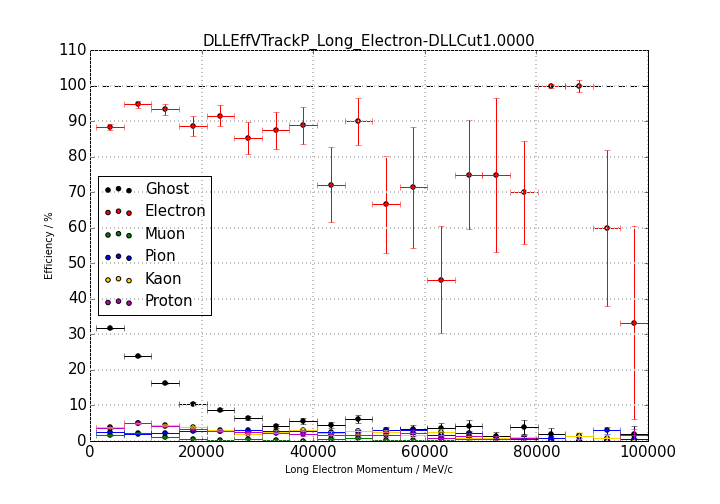 DLLEffVTrackP_Long_Electron-DLLCut1.0000
110
100
90
80
70
60
50
40
30
20
10
0
Efficiency / %
Ghost
Electron
Muon
Pion
Kaon
Proton
0 20000 40000 60000 80000 100000
Long Electron Momentum / MeV/c